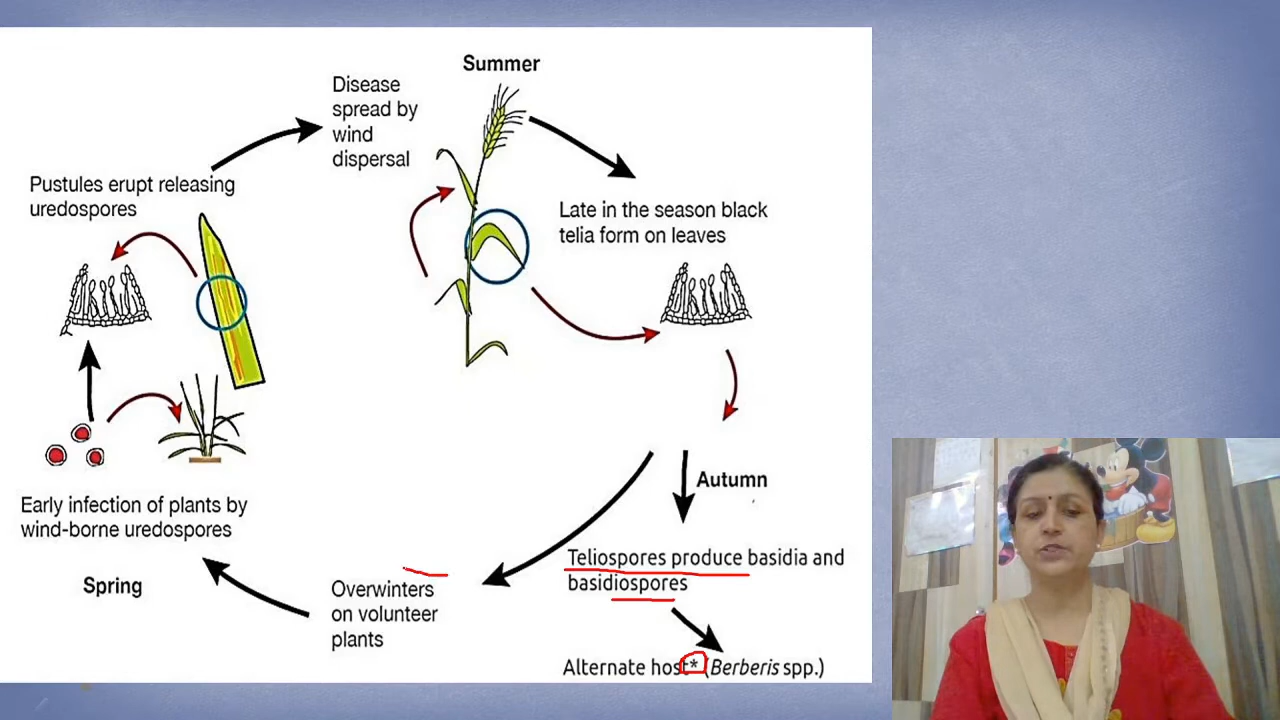 Summer
Disease
spread by
wind
dispersal
Pustules erupt releasing
uredospores
Late in the season black
telia form on leaves
Autumn
Early infection of plants by
wind-borne uredospores
Spring
Overwinters
on volunteer
plants
Teliospores produce basidia and
basidiospores
Alternate host* (Berberis spp.)